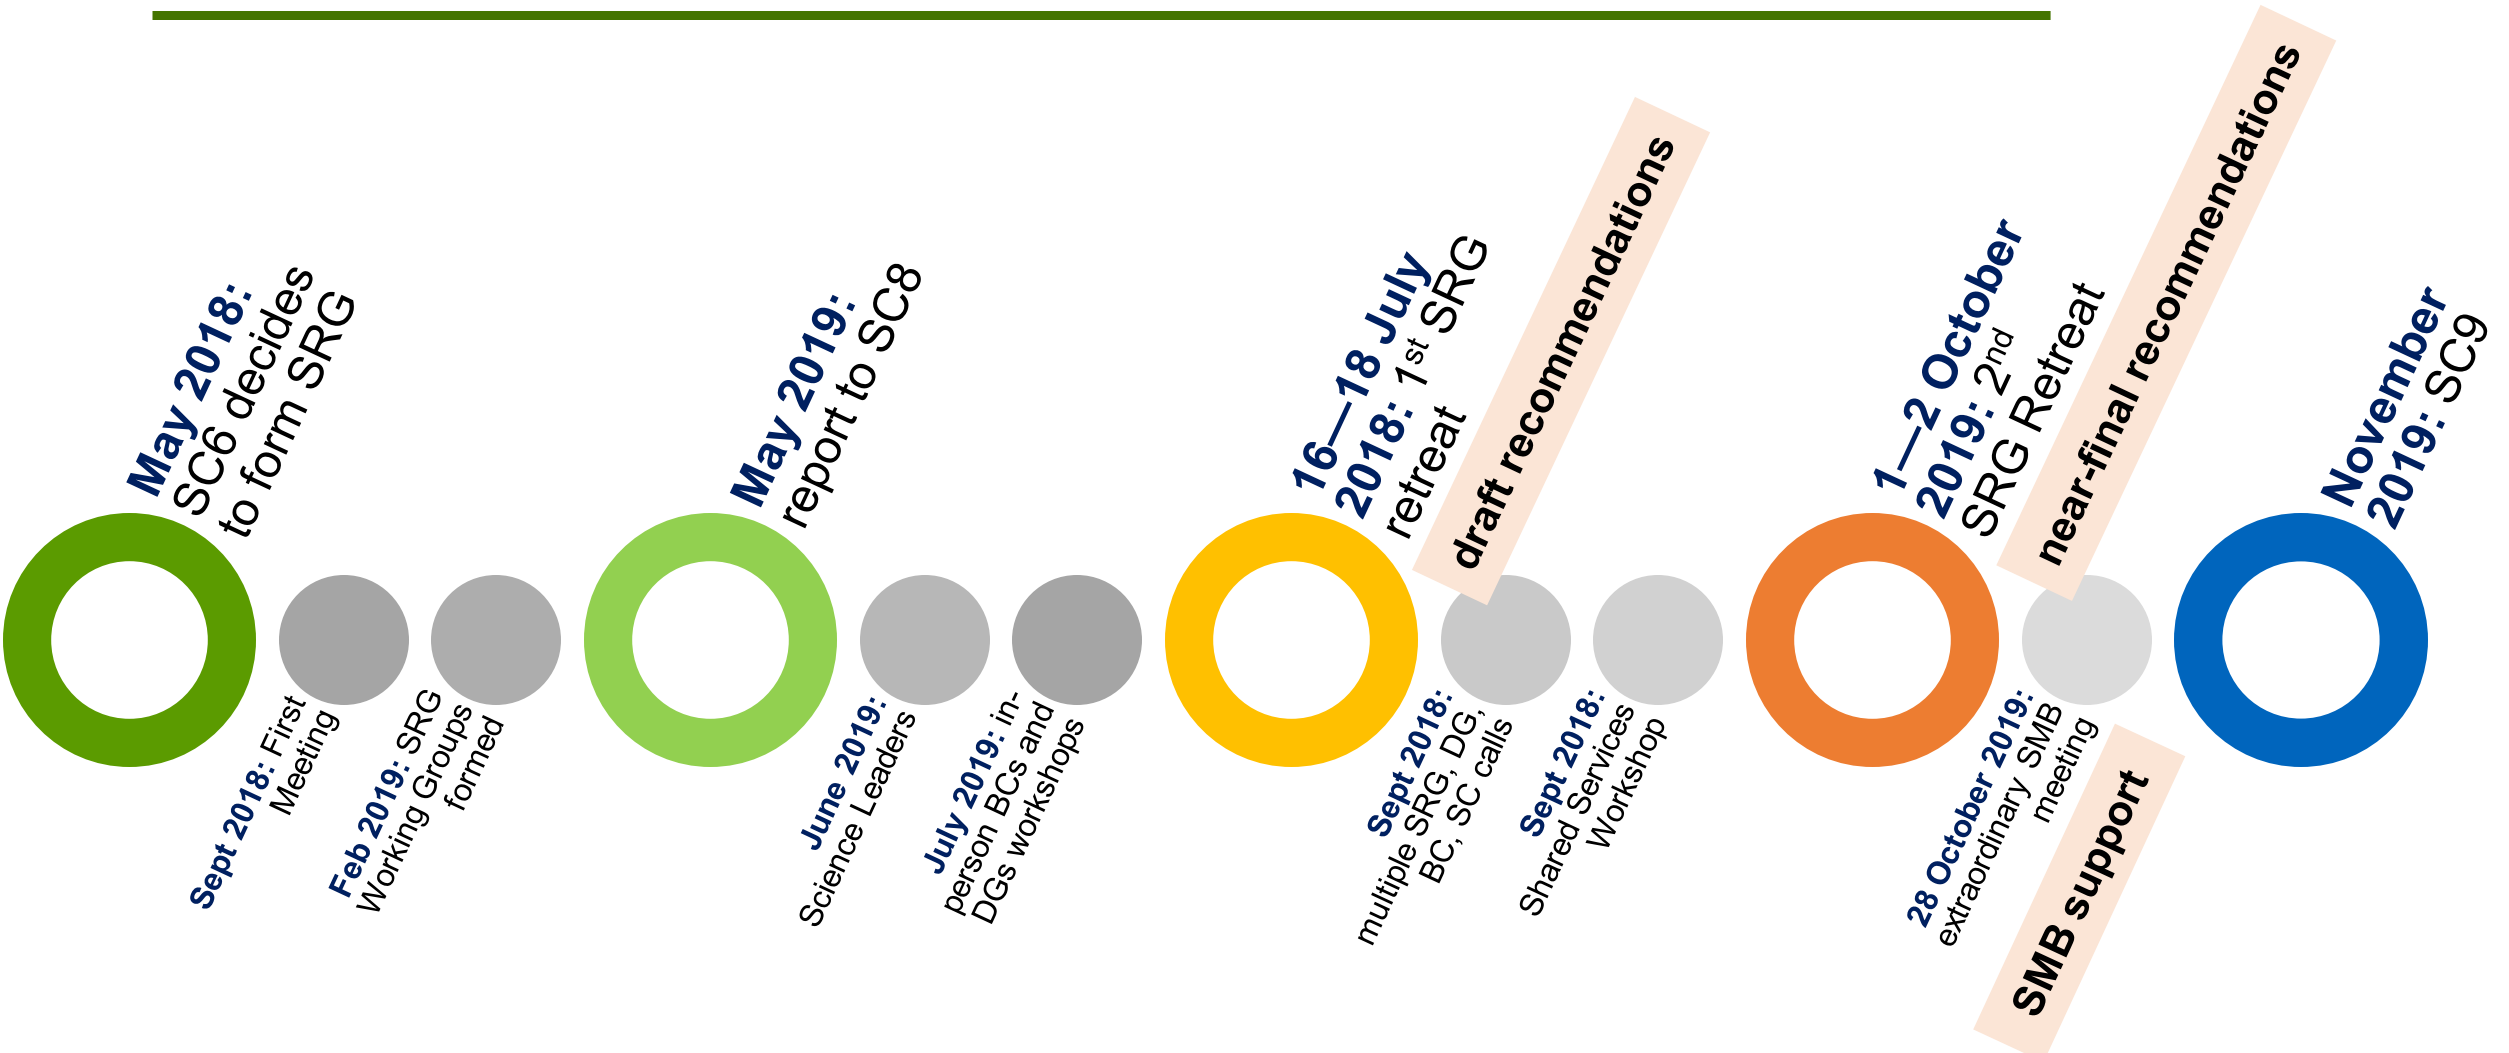 May 2018:
SCo6 decides
to form SRG
Sept 2018: First
Meeting
Feb 2019: SRG
Working Groups
formed
May 2019:
report to SC8
June 2019:
Science Leaders
July 2019: in-
person BCs and
DGs workshops
16—18 July
2018: 1st SRG
retreat
draft recommendations
Sept 2018:
multiple SRG, DG,
BC, SC calls
Sept 2018:
Shared Services
Workshop
1—2 October
2019: 2nd
SRG Retreat
near-final recommendations
28 October 2019:
extraordinary SMB
meeting
SMB support
November
2019: SCo